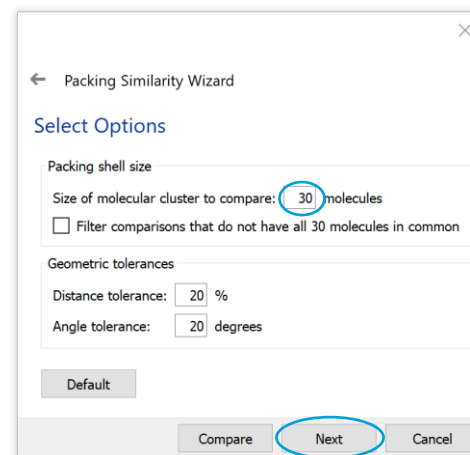 Packing Similarity Wizard
Select Options
Packing shell size
Size of molecular cluster to compare: 30 molecules
Filter comparisons that do not have all 30 molecules in common
Geometric tolerances
Distance tolerance: 20 %
Angle tolerance: 20 degrees
Default
Compare Next Cancel